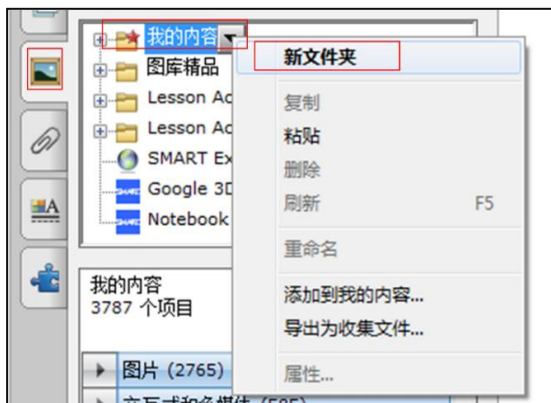 我的内容
图库精品
Lesson Ac
Lesson Ac
SMART Ex
Google 3D
Notebook
新文件夹
复制
粘贴
删除
刷新 F5
重命名
添加到我的内容...
导出为收集文件...
属性...
我的内容
3787 个项目
图片 (2765)